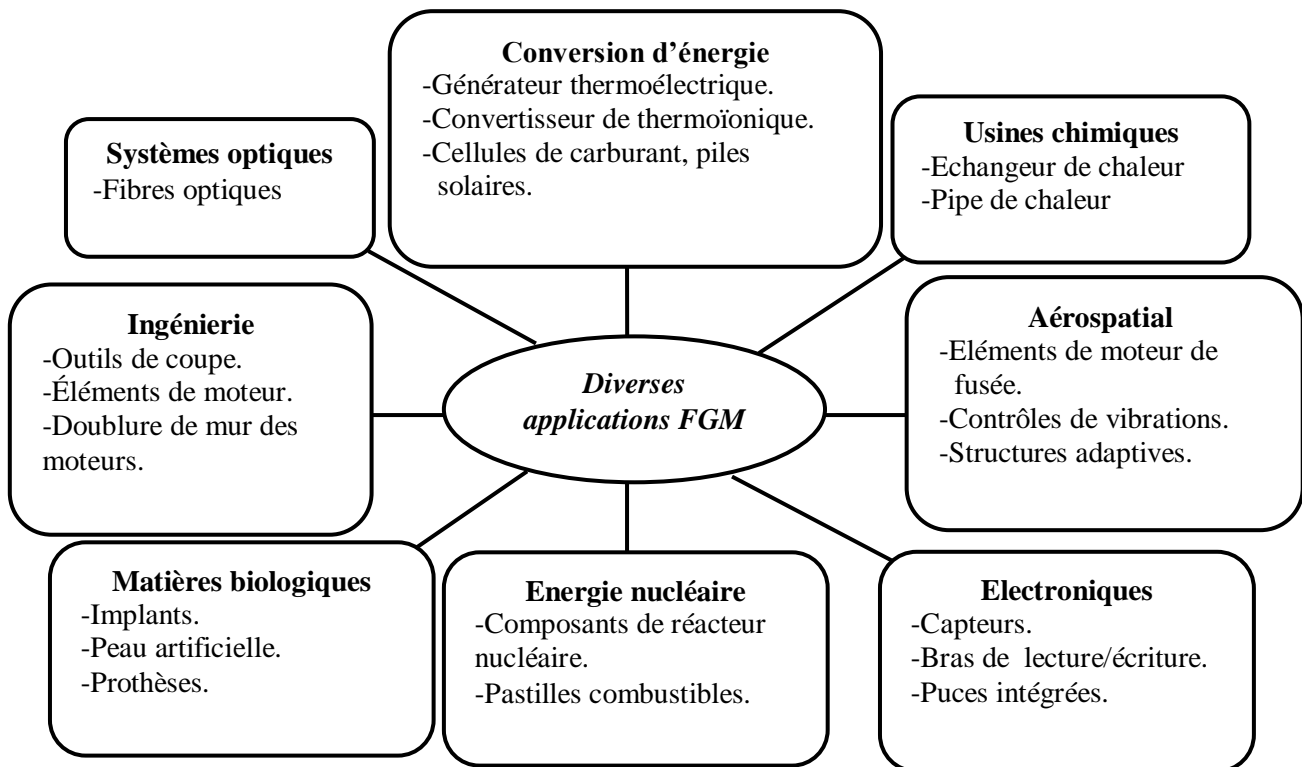 Conversion d’énergie
-Générateur thermoélectrique.
-Convertisseur de thermoïonique.
-Cellules de carburant, piles
solaires.
Systèmes optiques
-Fibres optiques
Usines chimiques
-Echangeur de chaleur
-Pipe de chaleur
Ingénierie
-Outils de coupe.
-Éléments de moteur.
-Doublure de mur des
moteurs.
Diverses
applications FGM
Aérospatial
-Eléments de moteur de
fusée.
-Contrôles de vibrations.
-Structures adaptives.
Matières biologiques
-Implants.
-Peau artificielle.
-Prothèses.
Energie nucléaire
-Composants de réacteur
nucléaire.
-Pastilles combustibles.
Electroniques
-Capteurs.
-Bras de lecture/écriture.
-Puces intégrées.